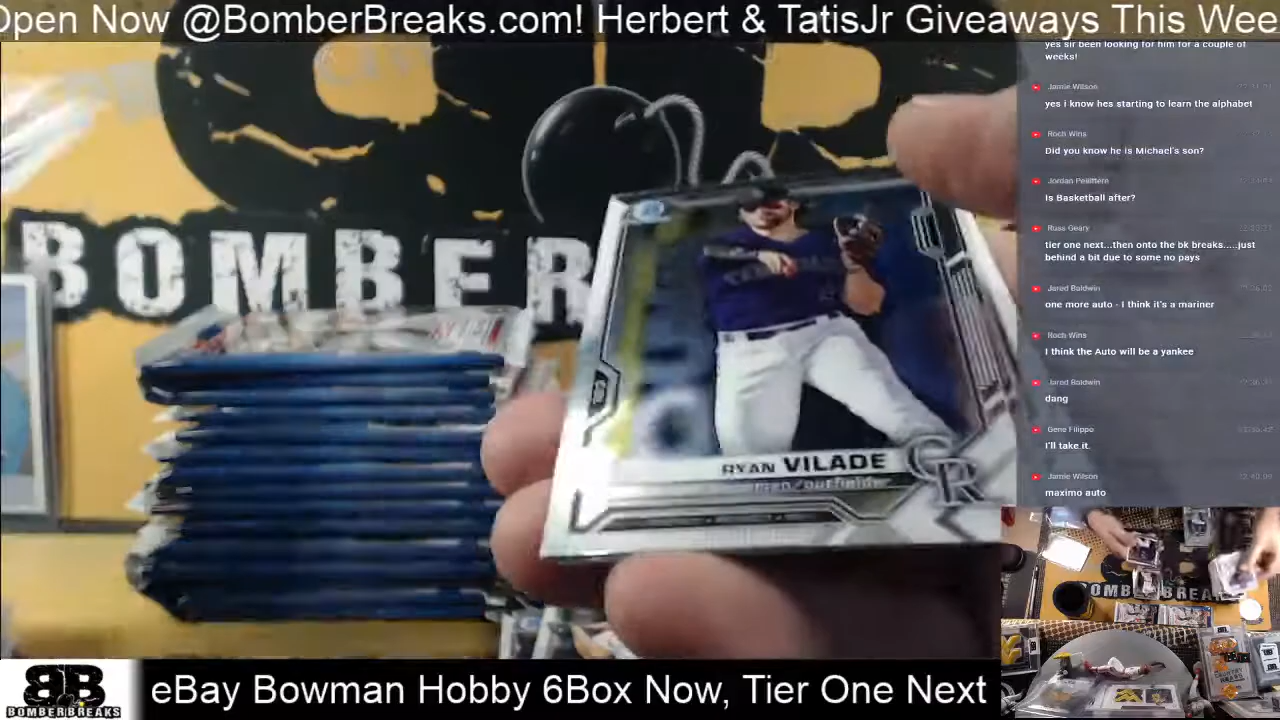 Open Now @BomberBreaks.com! Herbert & TatisJr Giveaways This Wee
yes sir been looking for him for a couple of
weeks!
Jamie Wilson
yes i know hes starting to learn the alphabet
Roch Wins
Did you know he is Michael's son?
Is Basketball after?
Russ Geary
tier one next...then onto the bk breaks.....just
behind a bit due to some no pays
Jared Baldwin
one more auto - I think it's a mariner
Roch Wins
I think the Auto will be a yankee
Jared Baldwin
dang
Gene Filippo
I'll take it.
Jamie Wilson
maximo auto
BOMBER
RYAN VILADE
CR
BOMBERBREAKS
eBay Bowman Hobby 6Box Now, Tier One Next